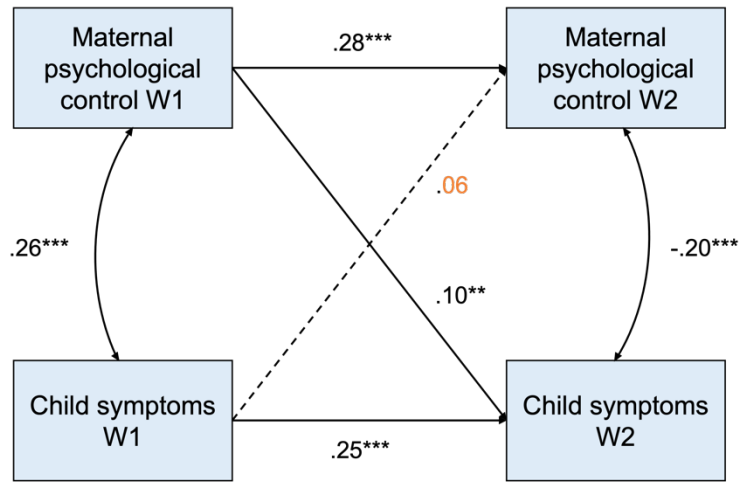 Maternal
psychological
control W1
.28***
Maternal
psychological
control W2
.06
.26***
-.20***
.10**
Child symptoms
W1
.25***
Child symptoms
W2